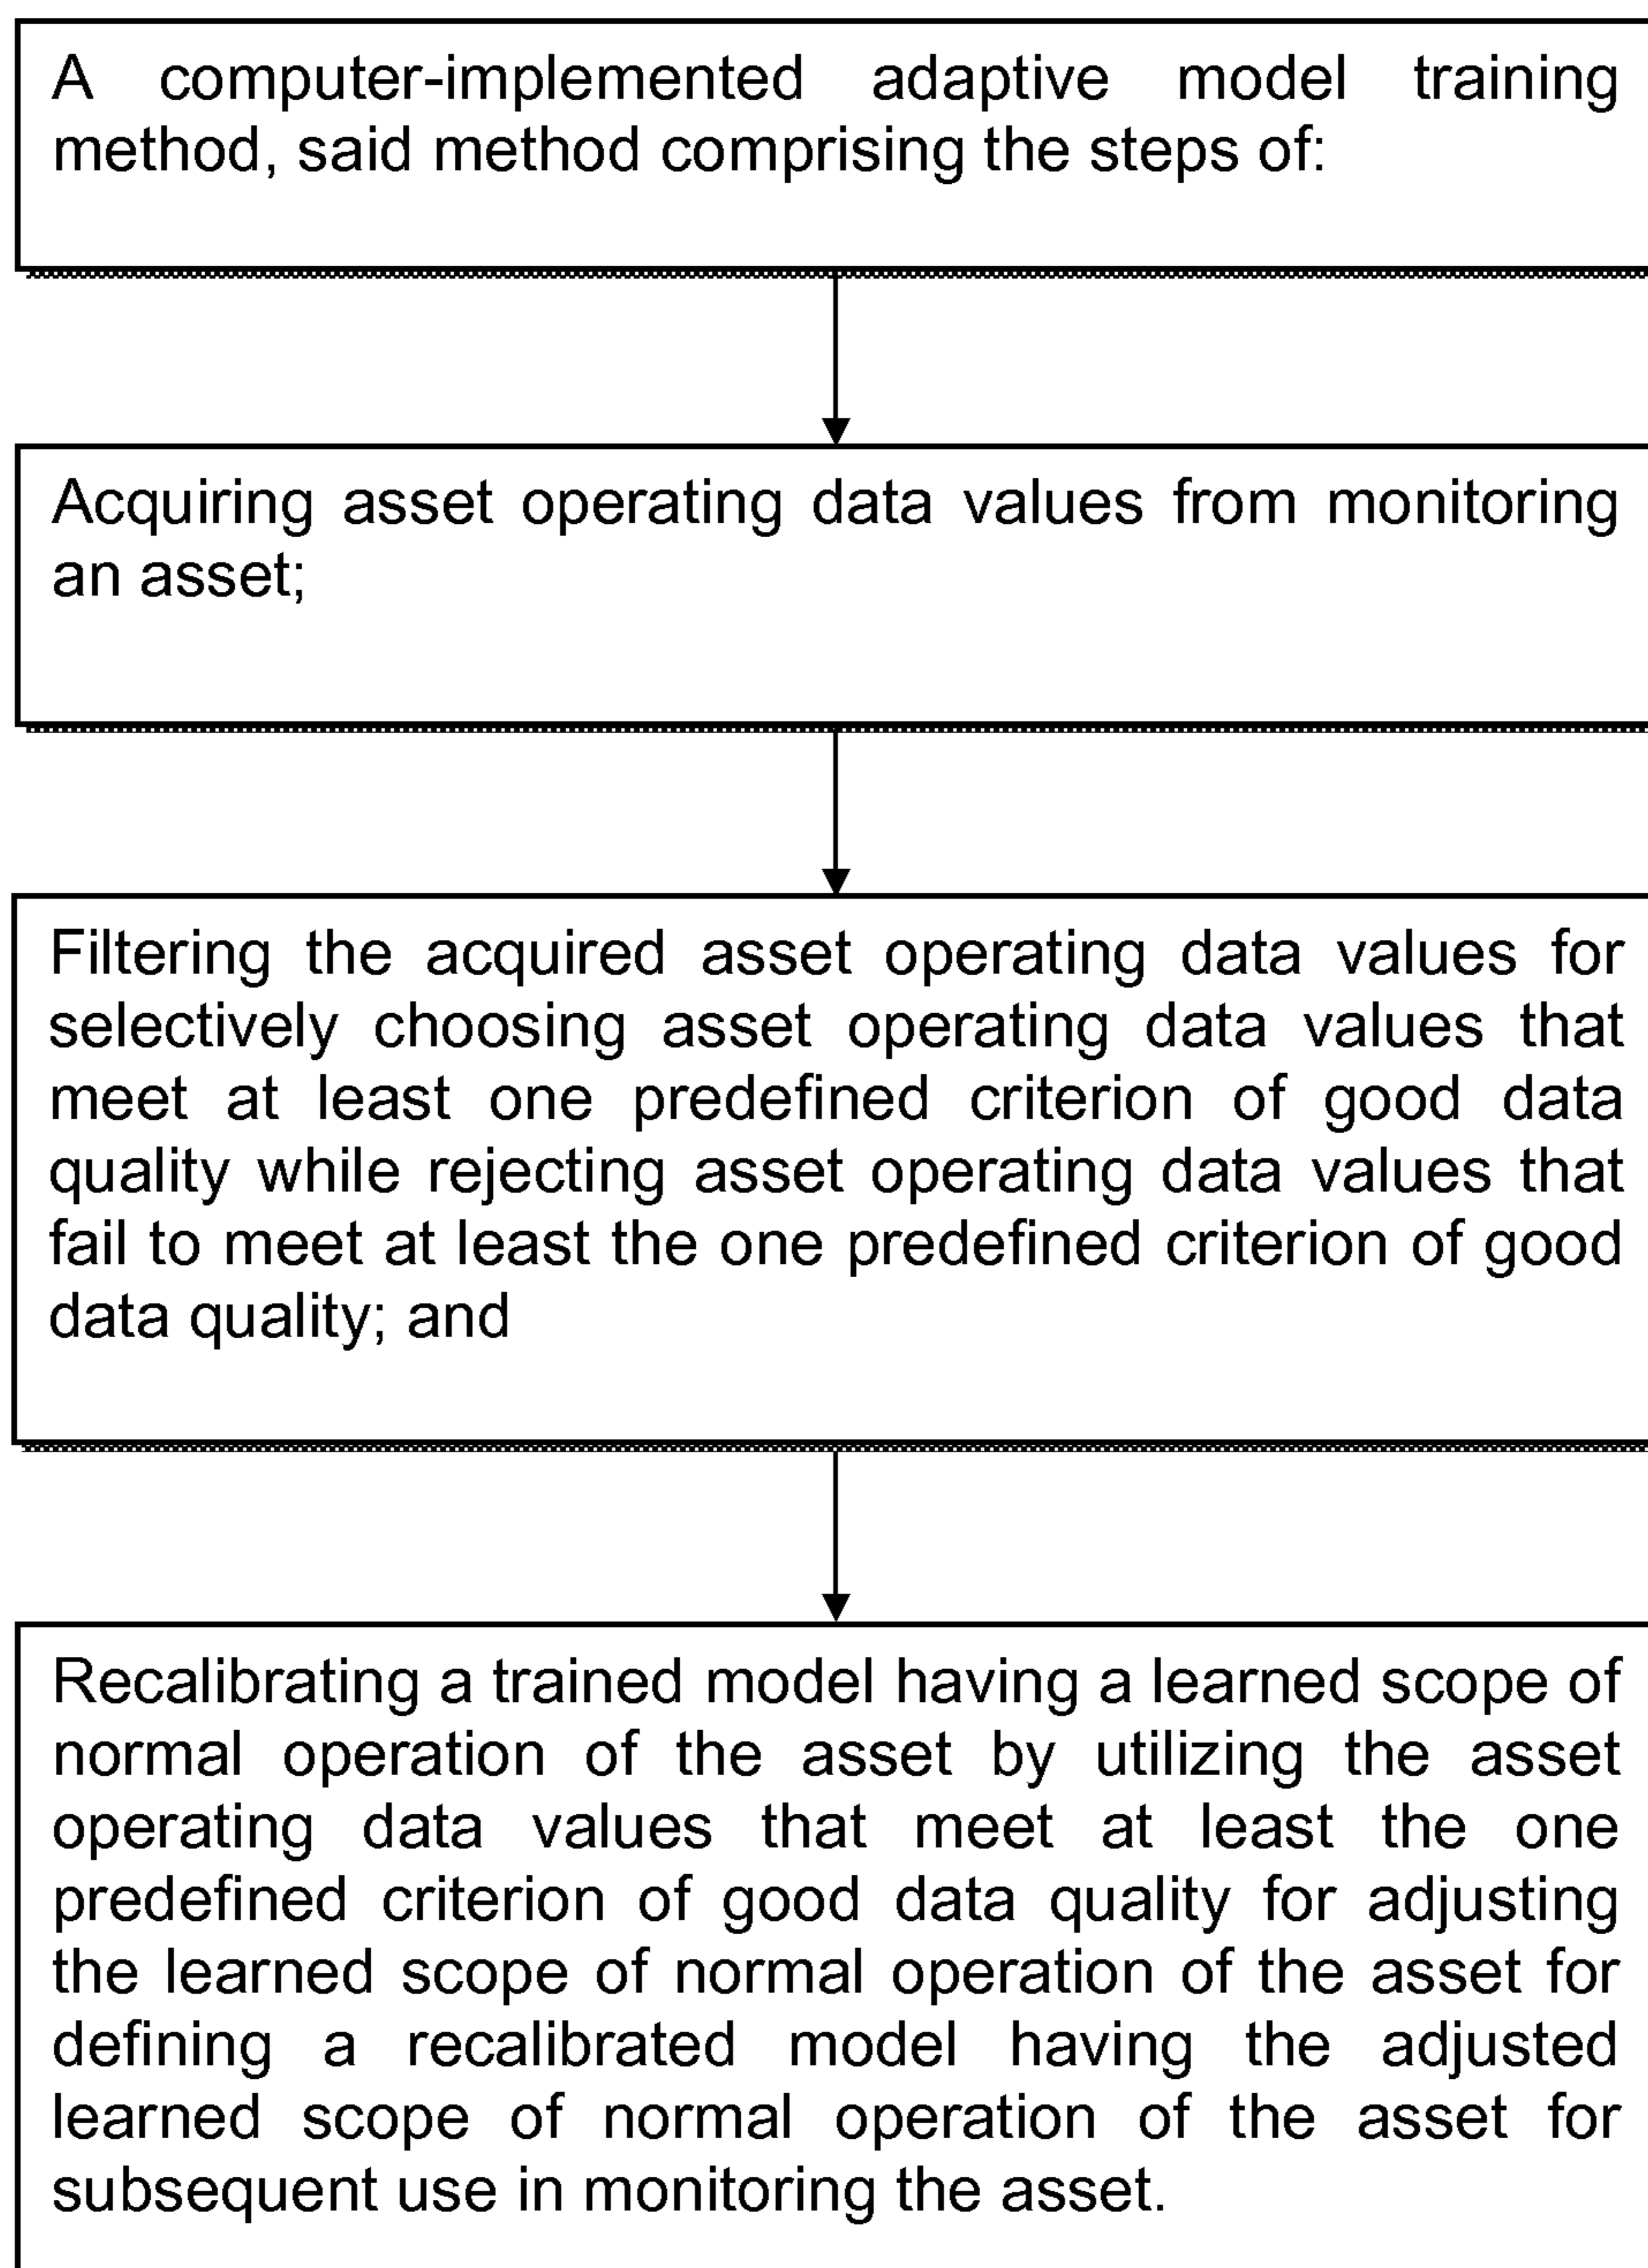 A computer-implemented adaptive model training
method, said method comprising the steps of:
Acquiring asset operating data values from monitoring
an asset;
Filtering the acquired asset operating data values for
selectively choosing asset operating data values that
meet at least one predefined criterion of good data
quality while rejecting asset operating data values that
fail to meet at least the one predefined criterion of good
data quality; and
Recalibrating a trained model having a learned scope of
normal operation of the asset by utilizing the asset
operating data values that meet at least the one
predefined criterion of good data quality for adjusting
the learned scope of normal operation of the asset for
defining a recalibrated model having the adjusted
learned scope of normal operation of the asset for
subsequent use in monitoring the asset.